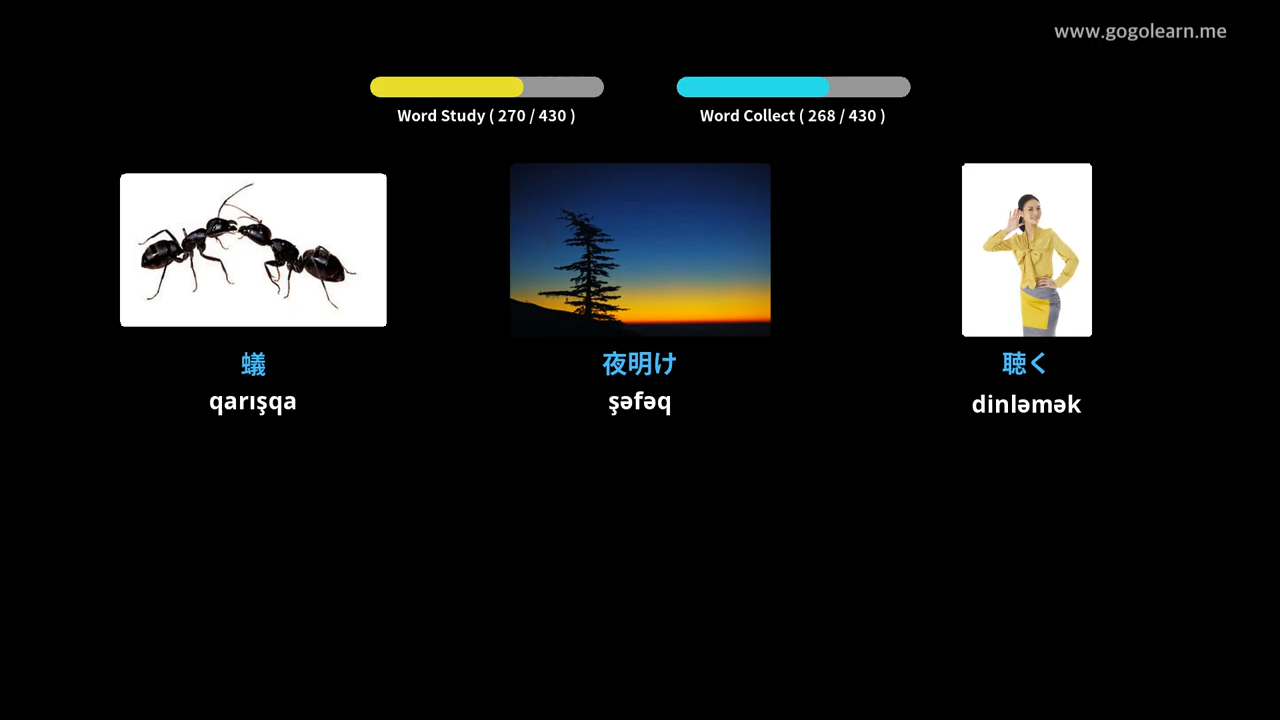 www.gogolearn.me
Word Study ( 270 / 430 )
Word Collect ( 268 / 430 )
蟻
夜明け
聴く
qarışqa
şəfəq
dinləmək